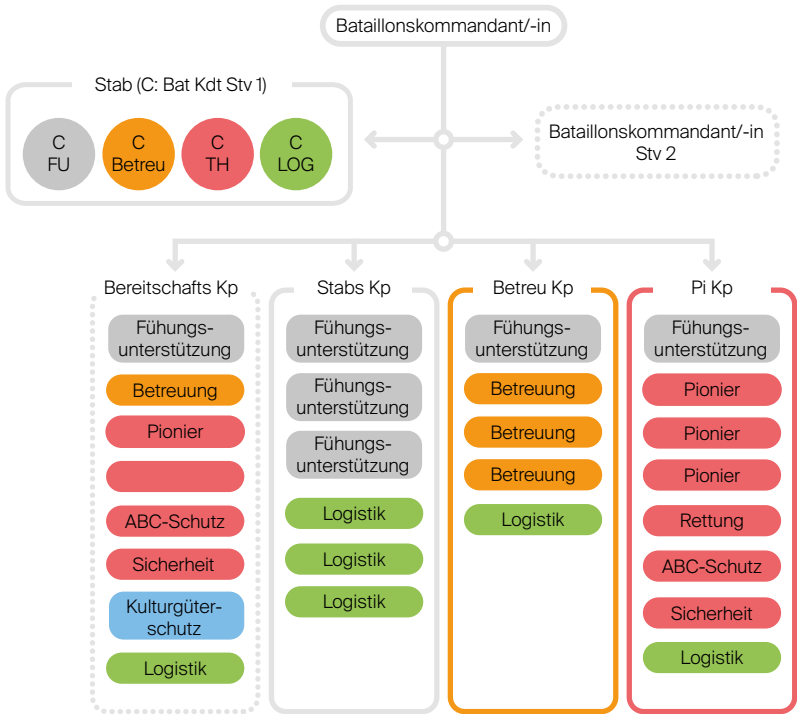 Bataillonskommandant/-in
Stab (C: Bat Kdt Stv 1)
C
FU
C
Betreu
C
TH
C
LOG
Bataillonskommandant/-in
Stv 2
Bereitschafts Kp
Fühungs-
unterstützung
Betreuung
Pionier
ABC-Schutz
Sicherheit
Kulturgüter-
schutz
Logistik
Stabs Kp
Fühungs-
unterstützung
Fühungs-
unterstützung
Fühungs-
unterstützung
Logistik
Logistik
Logistik
Betreu Kp
Fühungs-
unterstützung
Betreuung
Betreuung
Betreuung
Logistik
Pi Kp
Fühungs-
unterstützung
Pionier
Pionier
Pionier
Rettung
ABC-Schutz
Sicherheit
Logistik